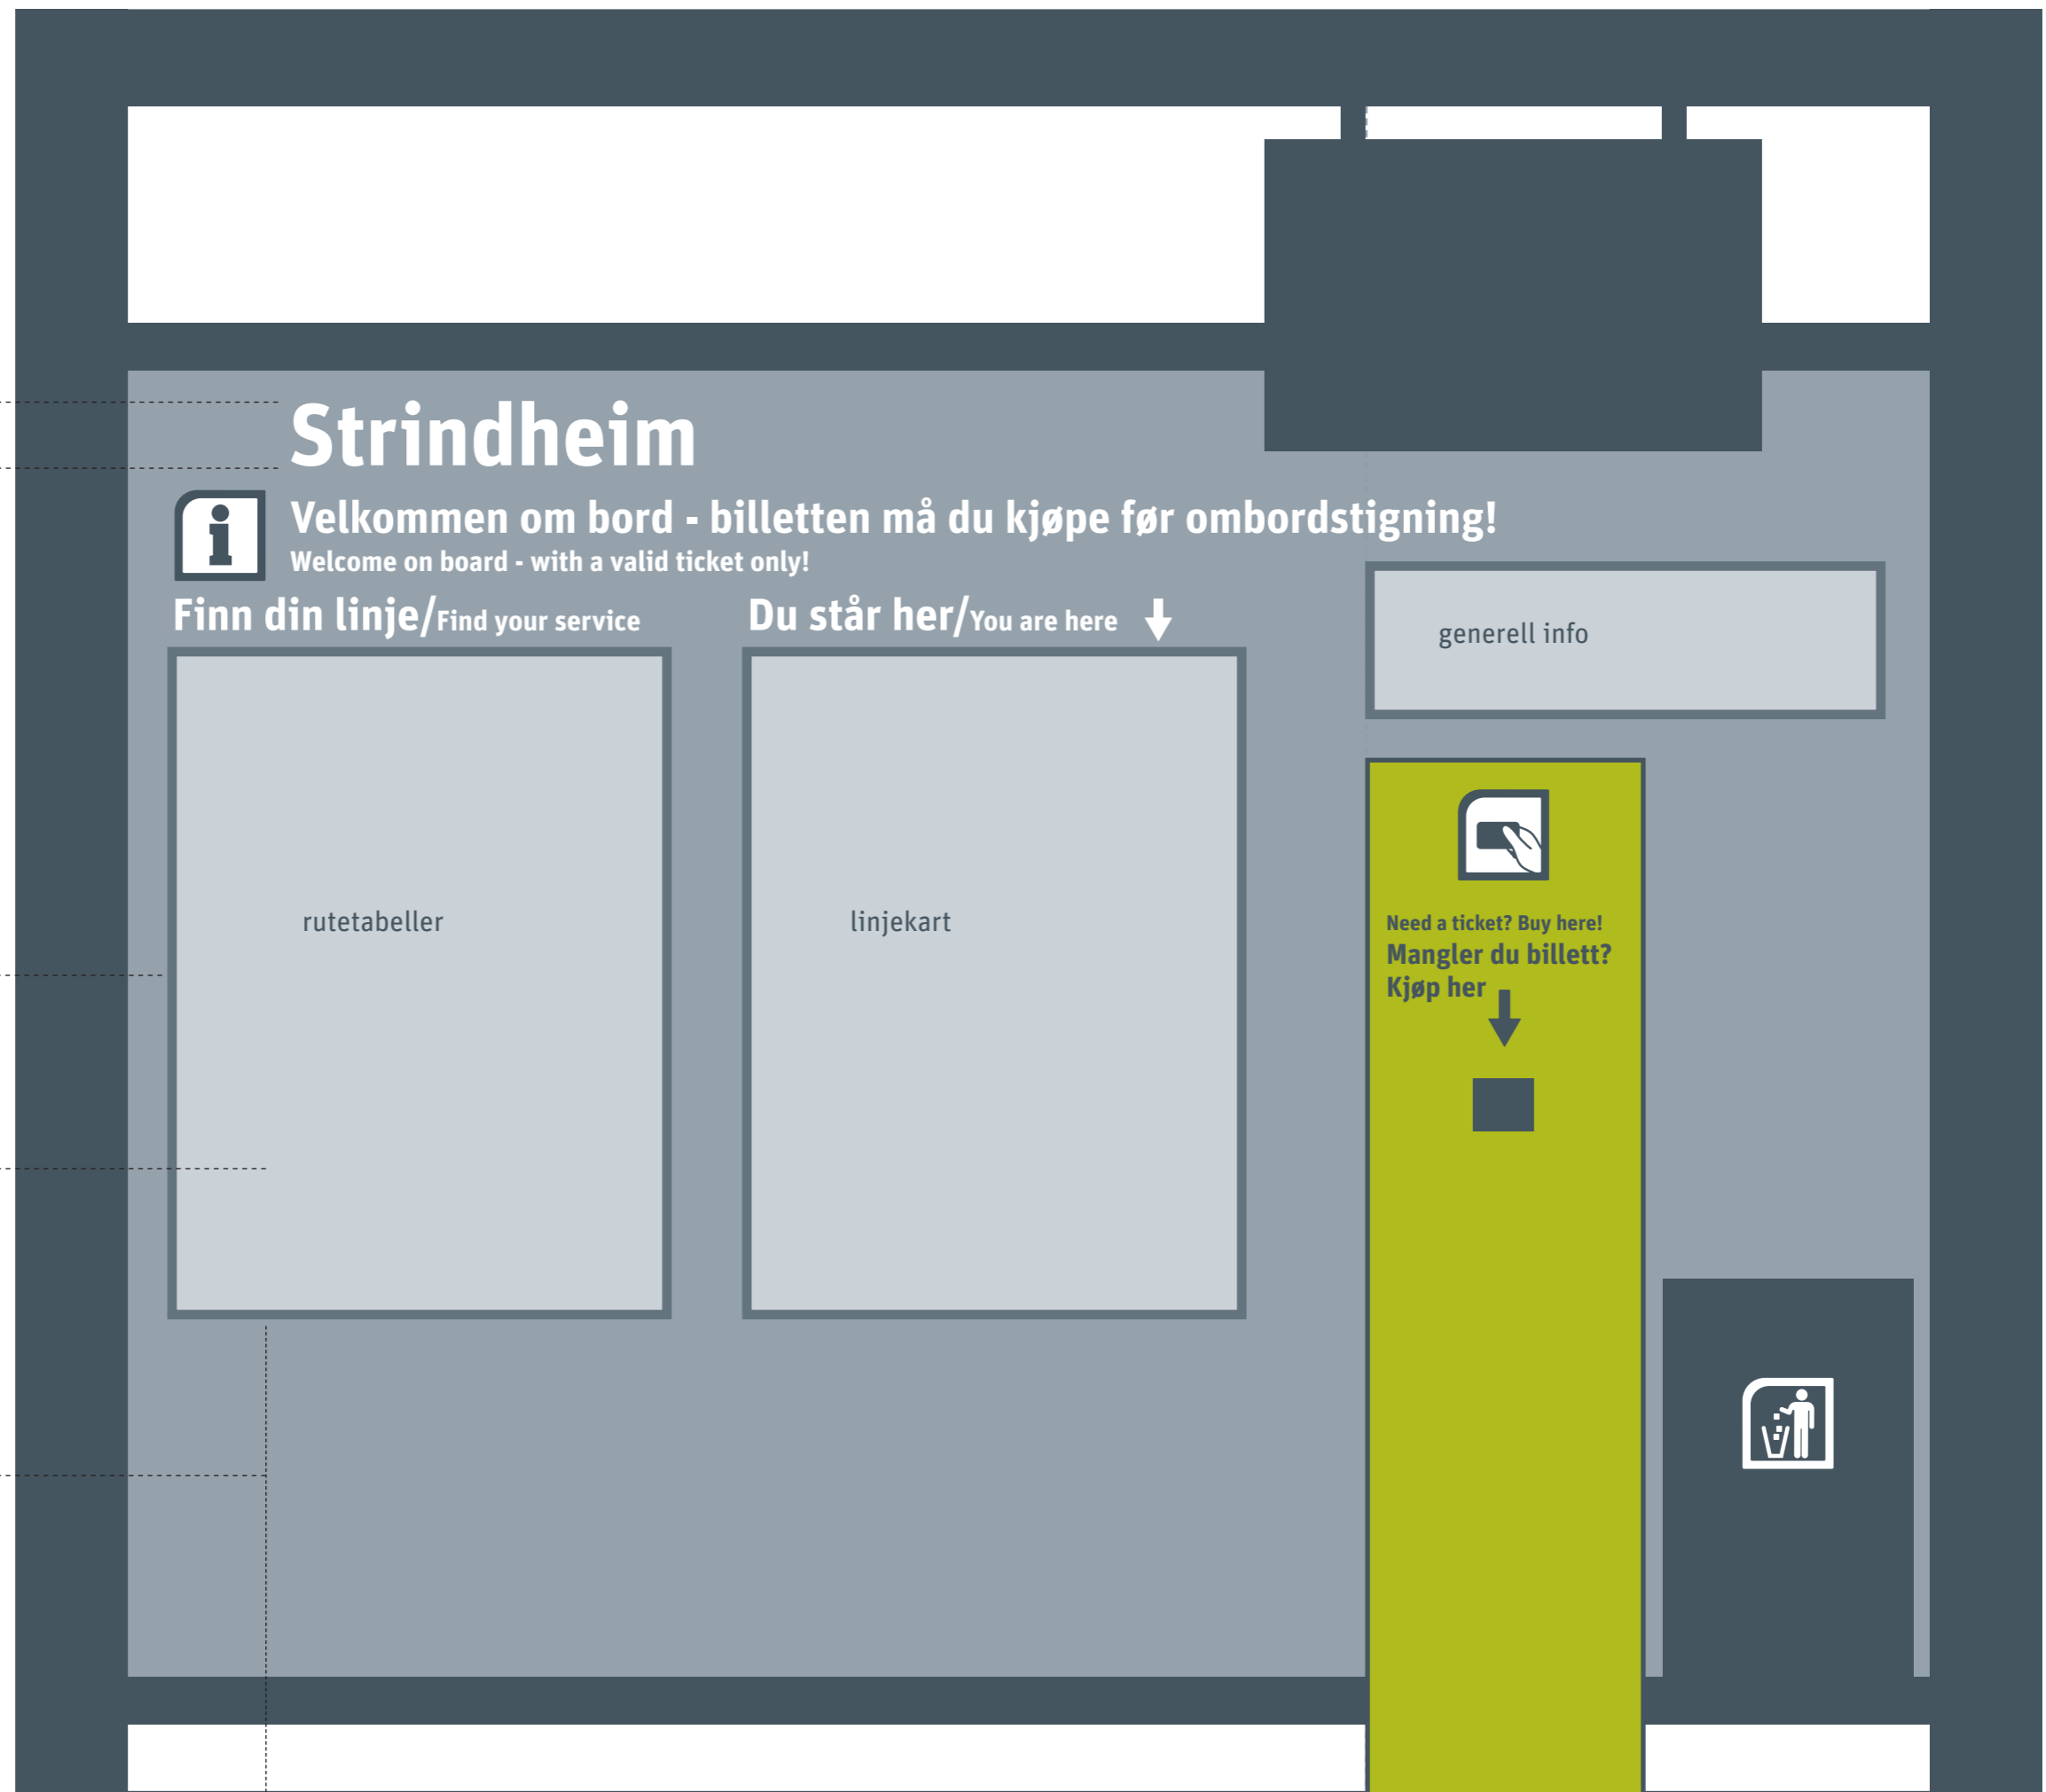 Strindheim
Velkommen om bord - billetten må du kjøpe før ombordstigning!
Welcome on board - with a valid ticket only!
Finn din linje/Find your service
Du står her/You are here
generell info
rutetabeller
linjekart
Need a ticket? Buy here!
Mangler du billett?
Kjøp her